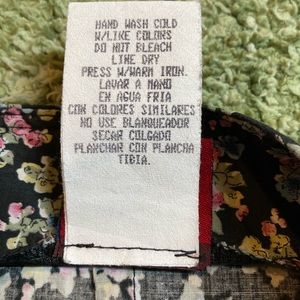 HAND WASH COLD
W/LIKE COLORS
DO NOT BLEACH
LINE DRY
PRESS W/WARM IRON.
LAVAR A MANO
EN AGUA FRIA
CON COLORES SIMILARES
NO USE BLANQUEADOR
SECAR COLGADO
PLANCHAR CON PLANCHA
TIBIA.